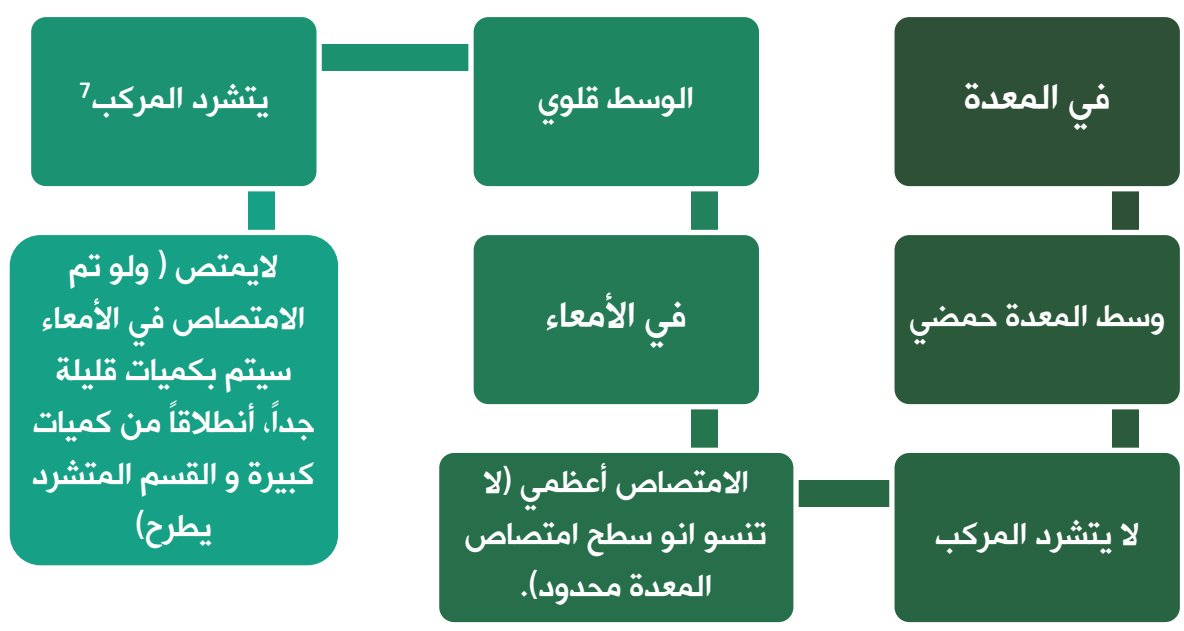 في المعدة
وسط المعدة حمضي
لا يتشرد المركب
الامتصاص أعظمي (لا
تنسو انو سطح امتصاص
المعدة محدود).
في الأمعاء
الوسط قلوي
يتشرد المركب7
لايمتص ( ولو تم
الامتصاص في الأمعاء
سيتم بكميات قليلة
جداً، أنطلاقاً من كميات
كبيرة و القسم المتشرد
يطرح)